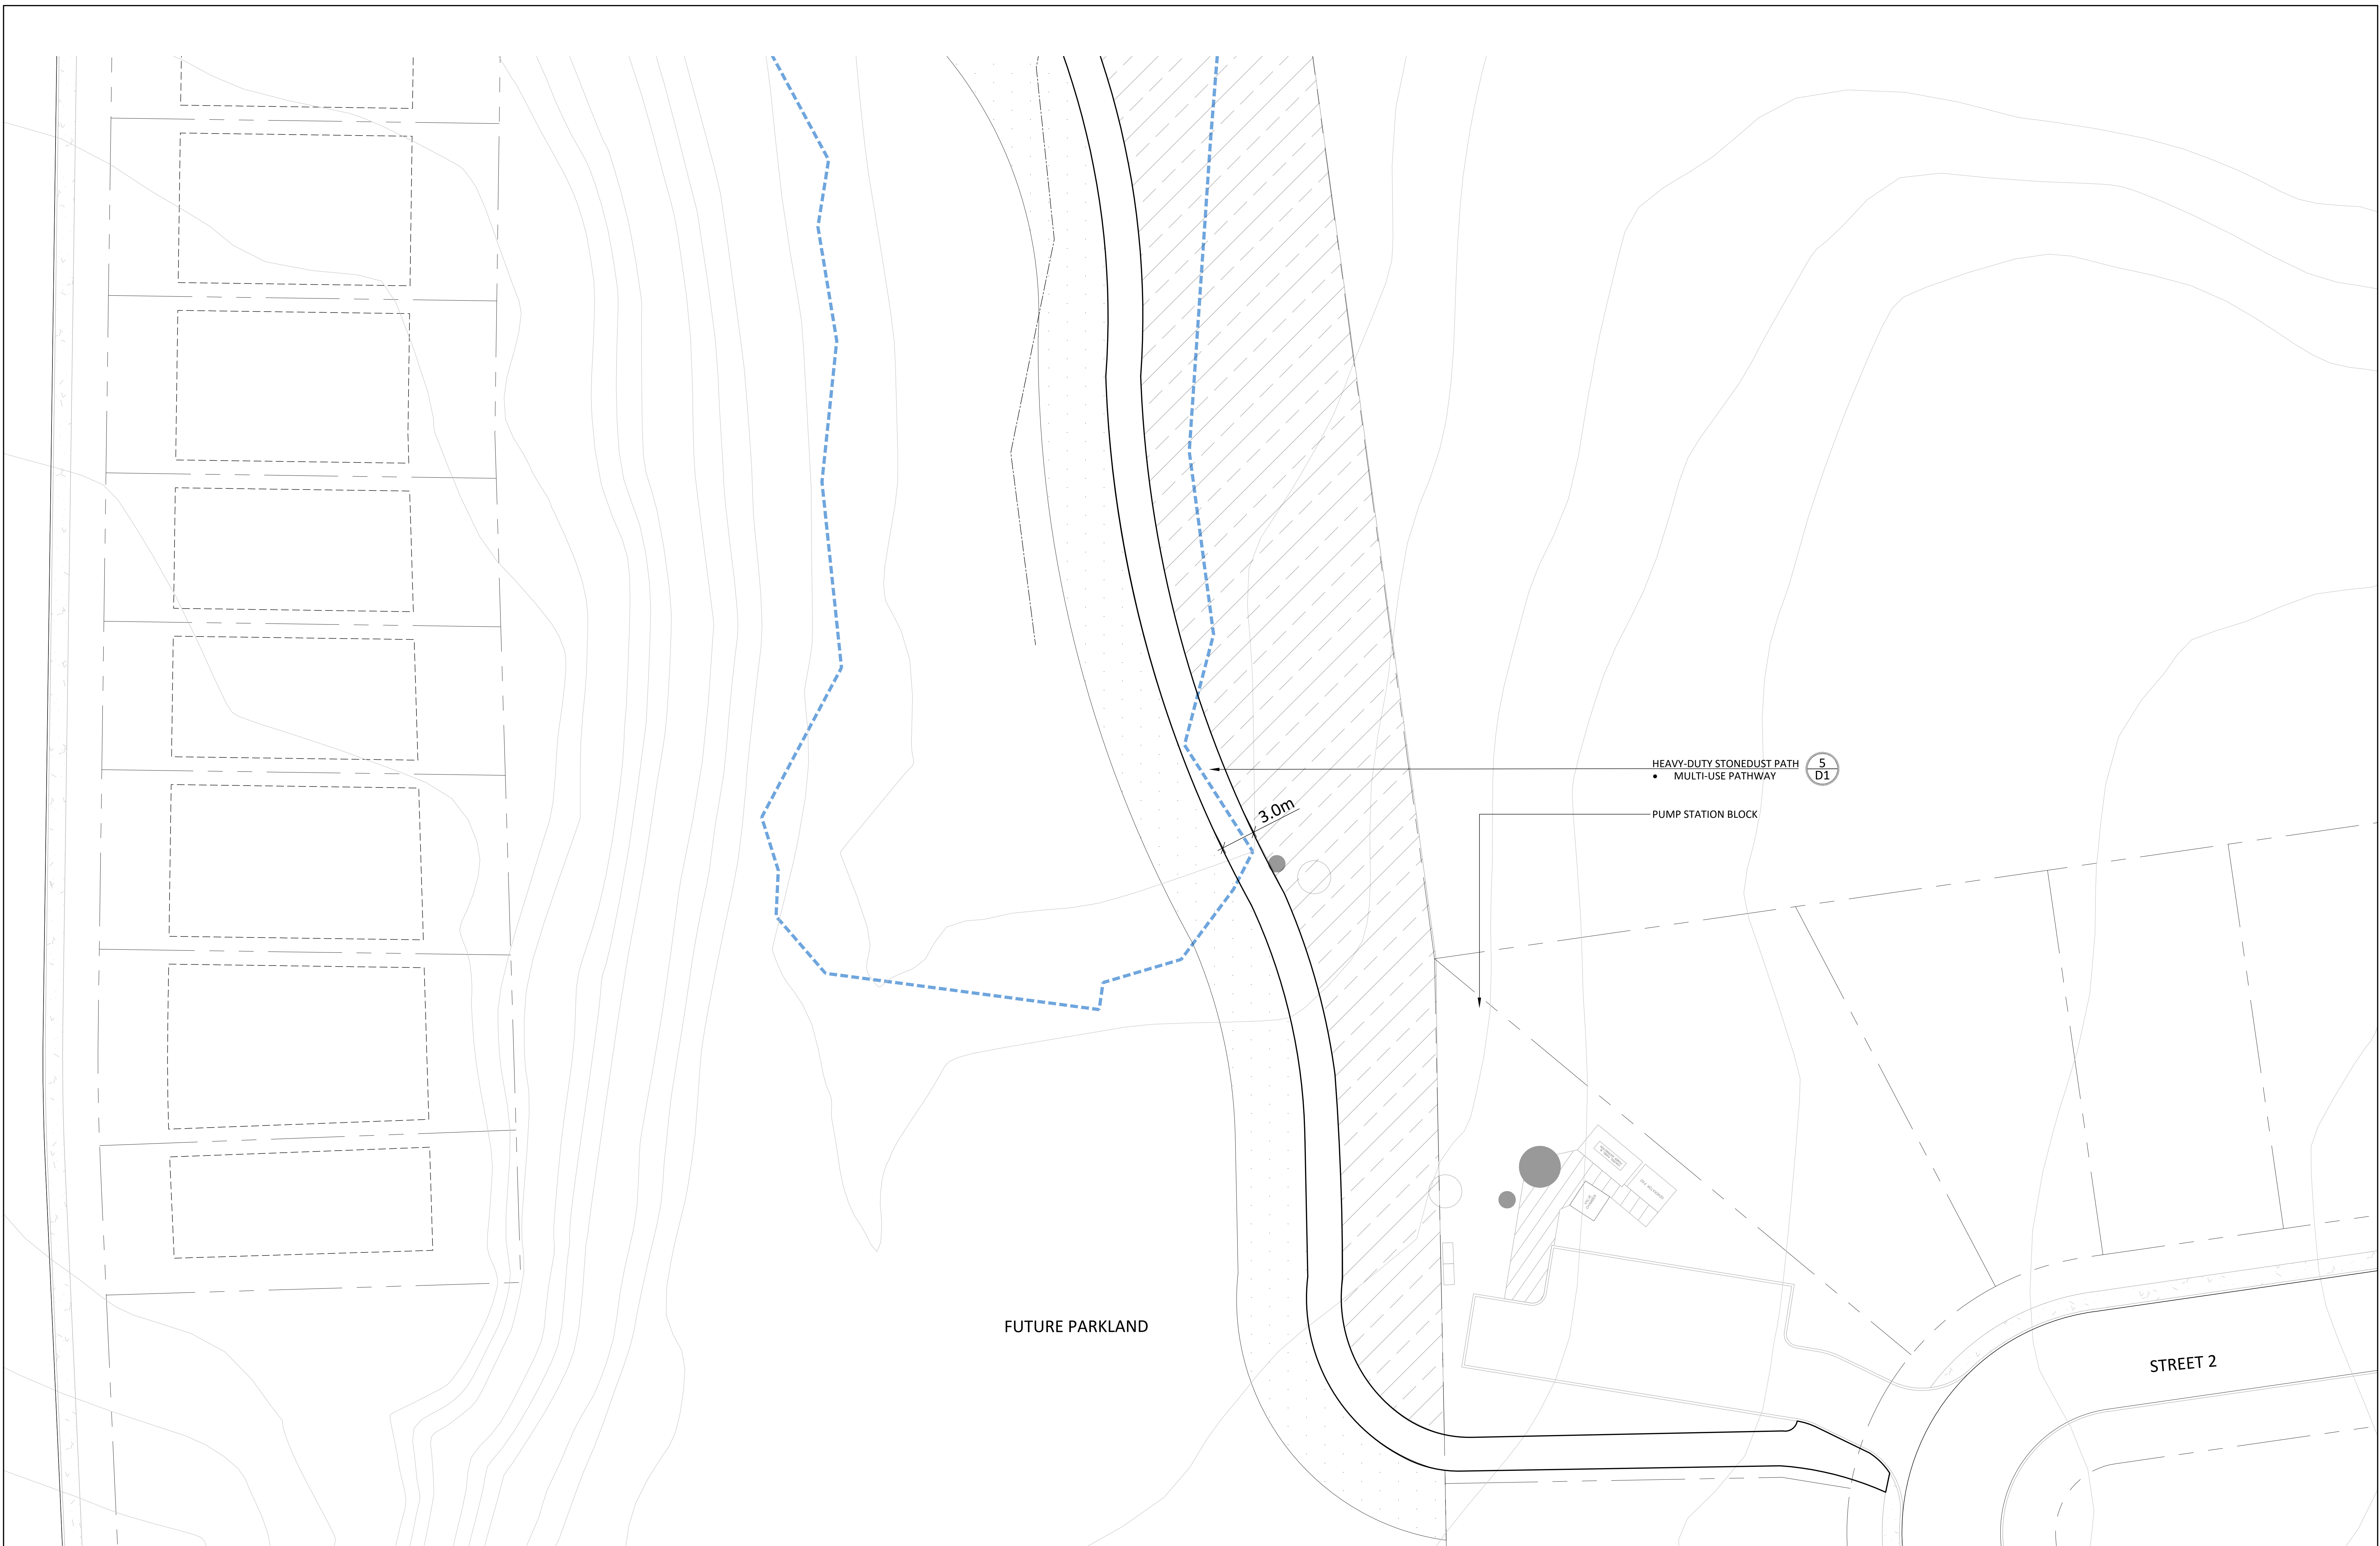 HEAVY-DUTY STONEDUST PATH
• MULTI-USE PATHWAY
5
D1
PUMP STATION BLOCK
3.0m
FUTURE PARKLAND
STREET 2